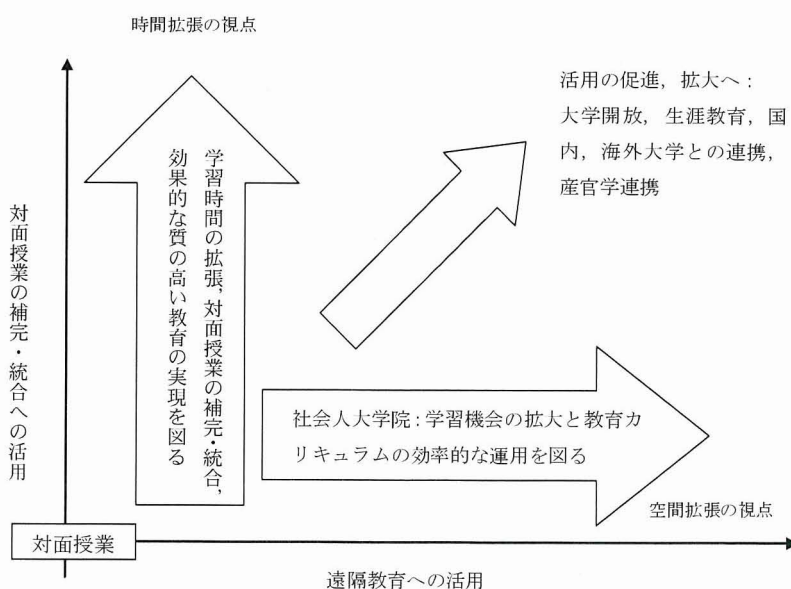 時間拡張の視点
活用の促進，拡大へ：
大学開放，生涯教育，国
内，海外大学との連携，
産官学連携
対面授業の補完・統合への活用
学習時間の拡張，対面授業の補完・統合，
効果的な質の高い教育の実現を図る
社会人大学院：学習機会の拡大と教育カ
リキュラムの効率的な運用を図る
空間拡張の視点
対面授業
遠隔教育への活用